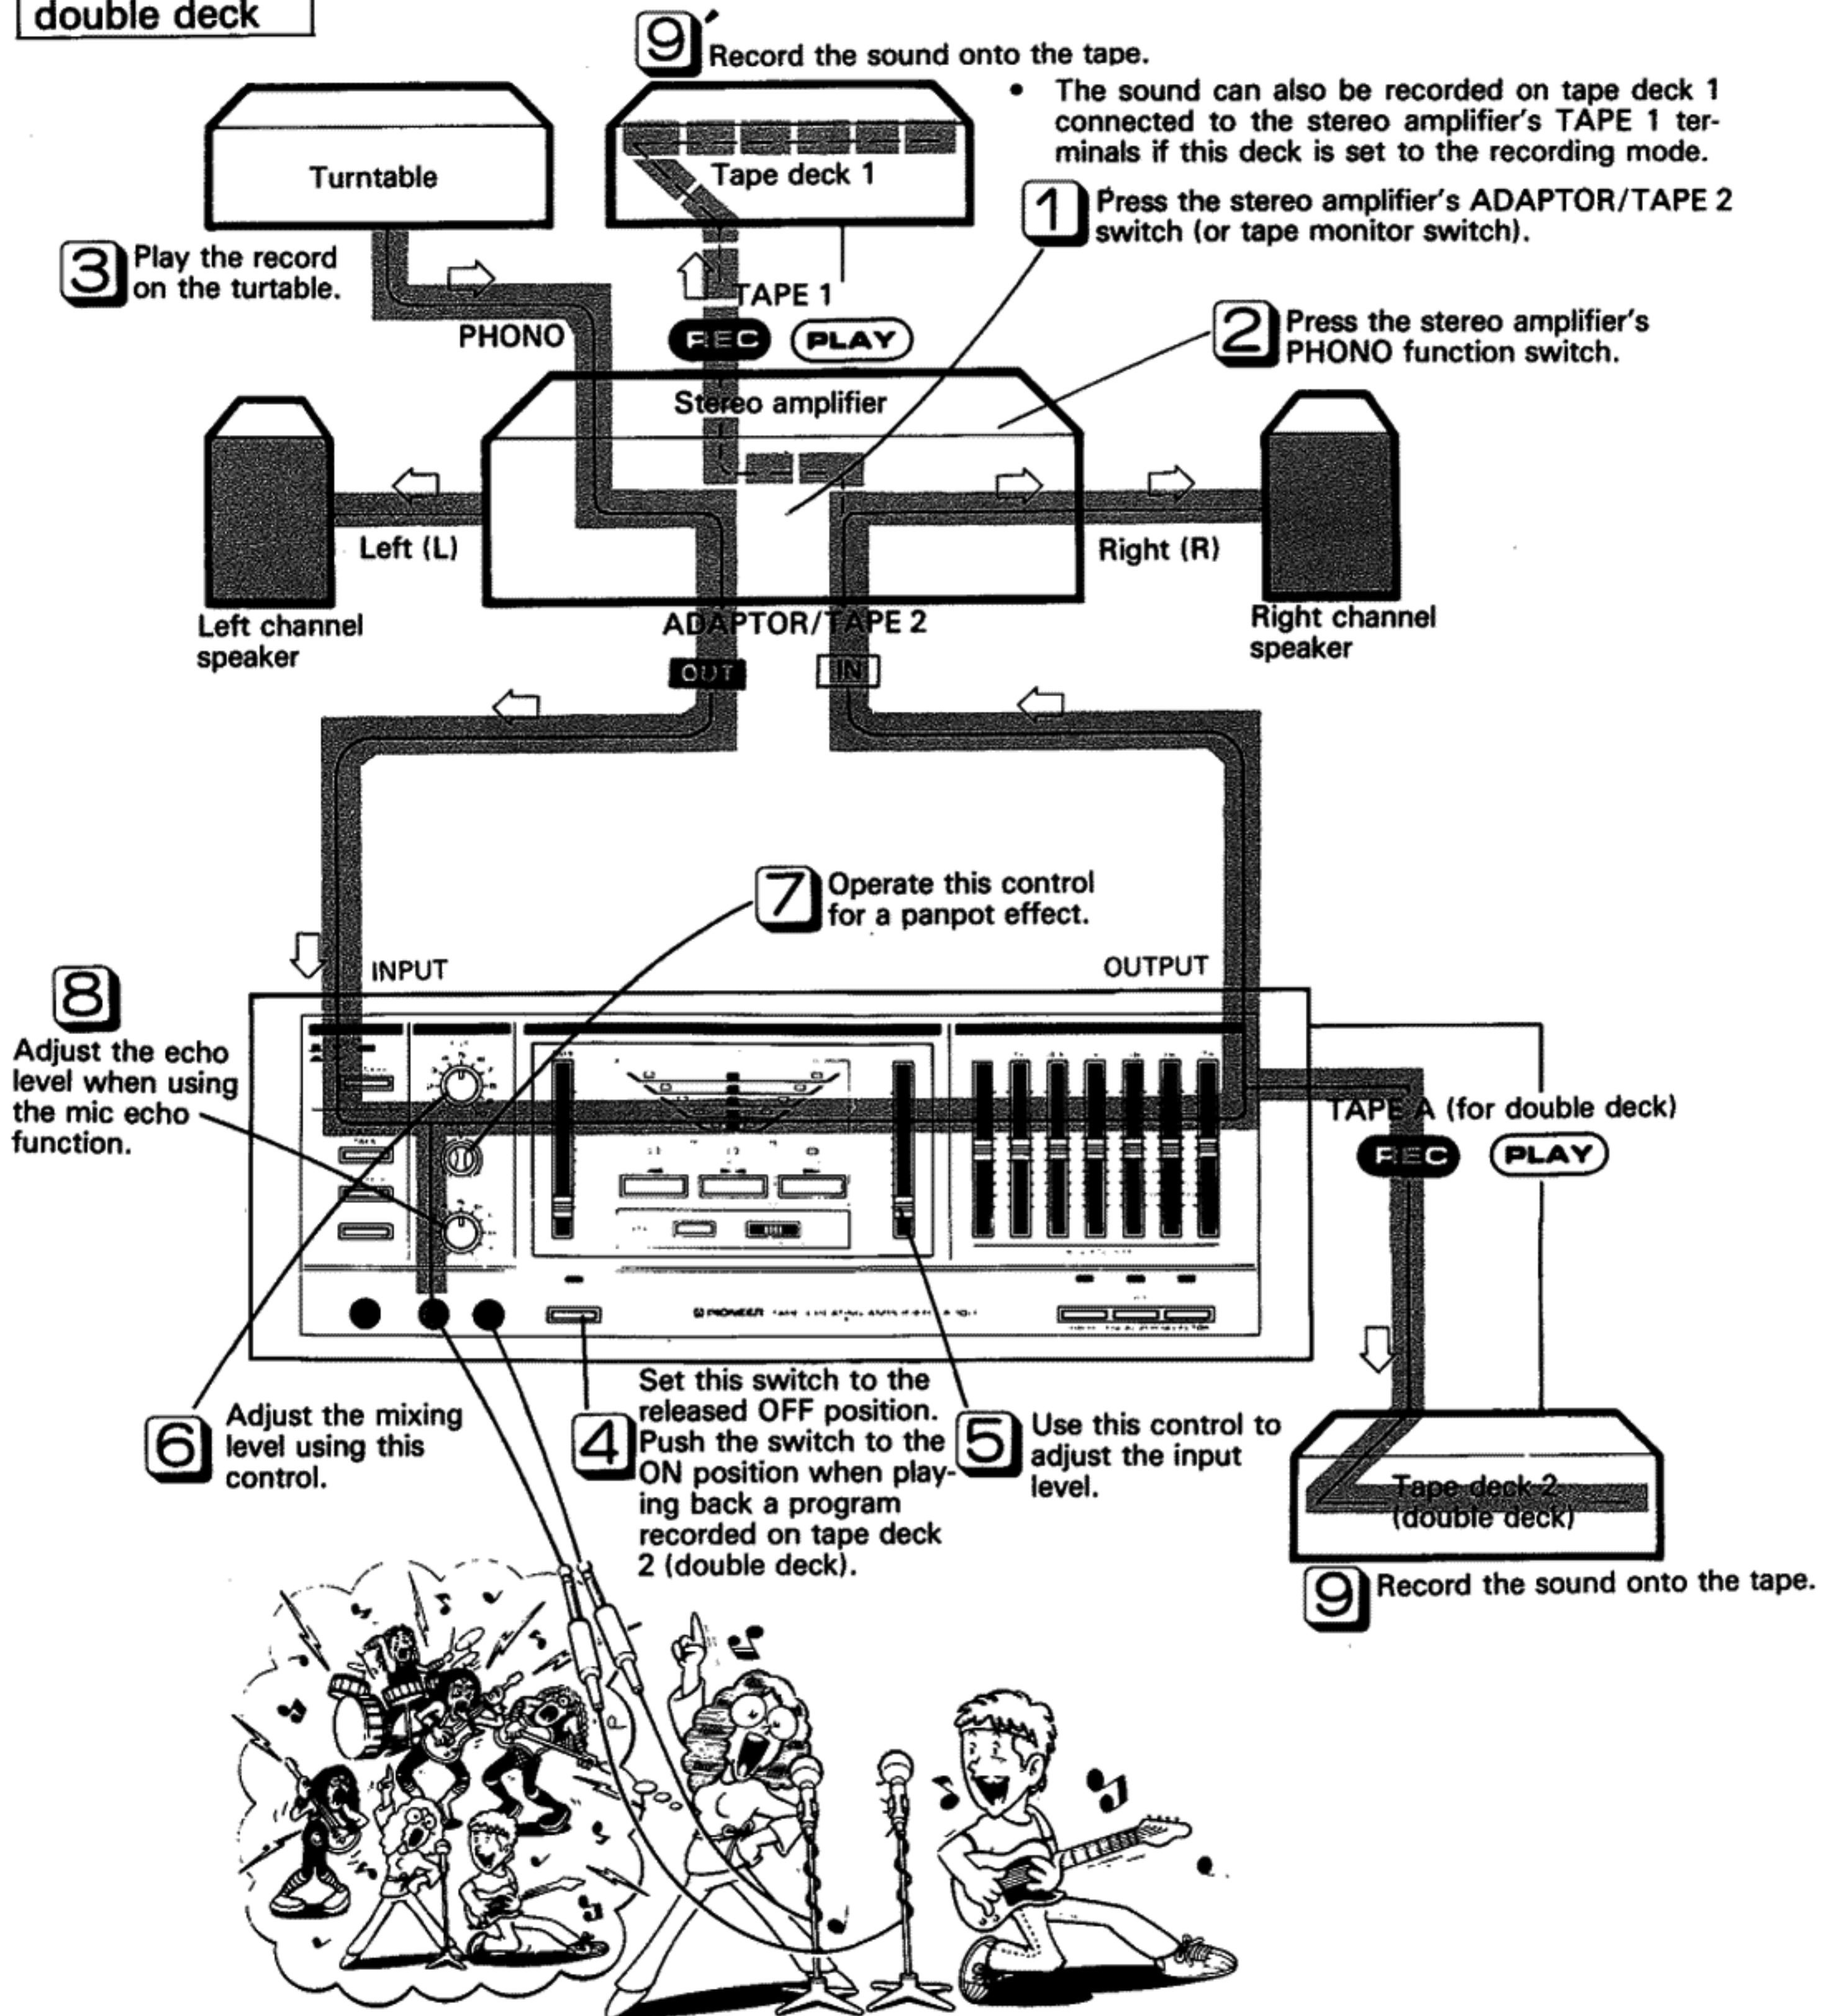 double deck
9′ Record the sound onto the tape.
• The sound can also be recorded on tape deck 1
connected to the stereo amplifier's TAPE 1 ter-
minals if this deck is set to the recording mode.
Turntable
Tape deck 1
1 Press the stereo amplifier's ADAPTOR/TAPE 2
switch (or tape monitor switch).
3 Play the record
on the turtable.
TAPE 1
PHONO
REC
PLAY
2 Press the stereo amplifier's
PHONO function switch.
Stereo amplifier
Left (L)
Right (R)
Left channel
speaker
ADAPTOR/TAPE 2
Right channel
speaker
OUT
IN
7 Operate this control
for a panpot effect.
INPUT
OUTPUT
8
Adjust the echo
level when using
the mic echo
function.
TAPE A (for double deck)
REC
PLAY
PIONEER
6 Adjust the mixing
level using this
control.
4 Set this switch to the
released OFF position.
Push the switch to the
ON position when play-
ing back a program
recorded on tape deck
2 (double deck).
5 Use this control to
adjust the input
level.
Tape deck 2
(double deck)
9 Record the sound onto the tape.